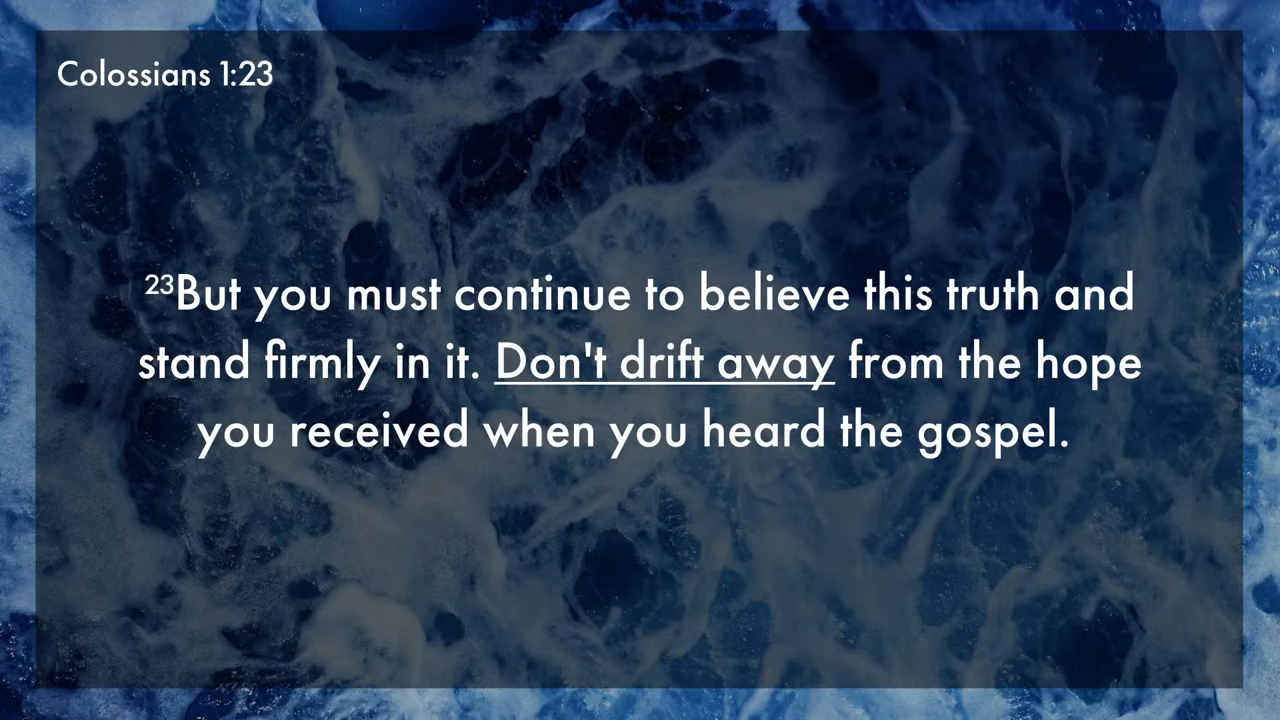 Colossians 1:23
²³But you must continue to believe this truth and
stand firmly in it. Don't drift away from the hope
you received when you heard the gospel.